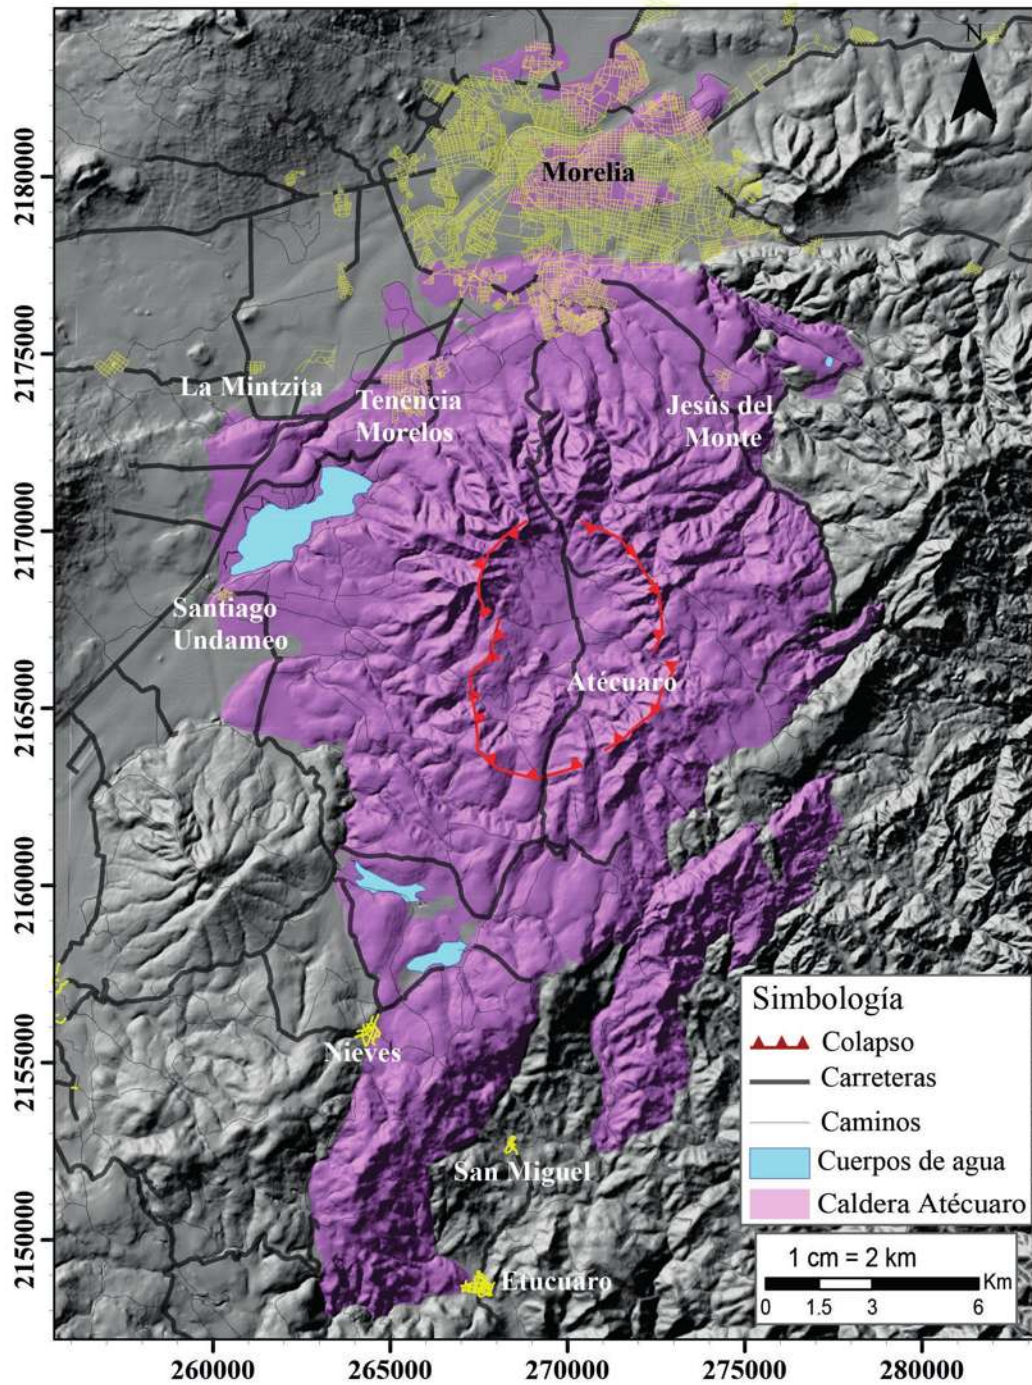 N
2180000
2175000
2170000
2165000
2160000
2155000
2150000
Morelia
La Mintzita
Tenencia
Morelos
Jesús del
Monte
Santiago
Undameo
Atécuaro
Nieves
San Miguel
Etucuaro
Simbología
Colapso
Carreteras
Caminos
Cuerpos de agua
Caldera Atécuaro
1 cm = 2 km
Km
0 1.5 3 6
260000 265000 270000 275000 280000